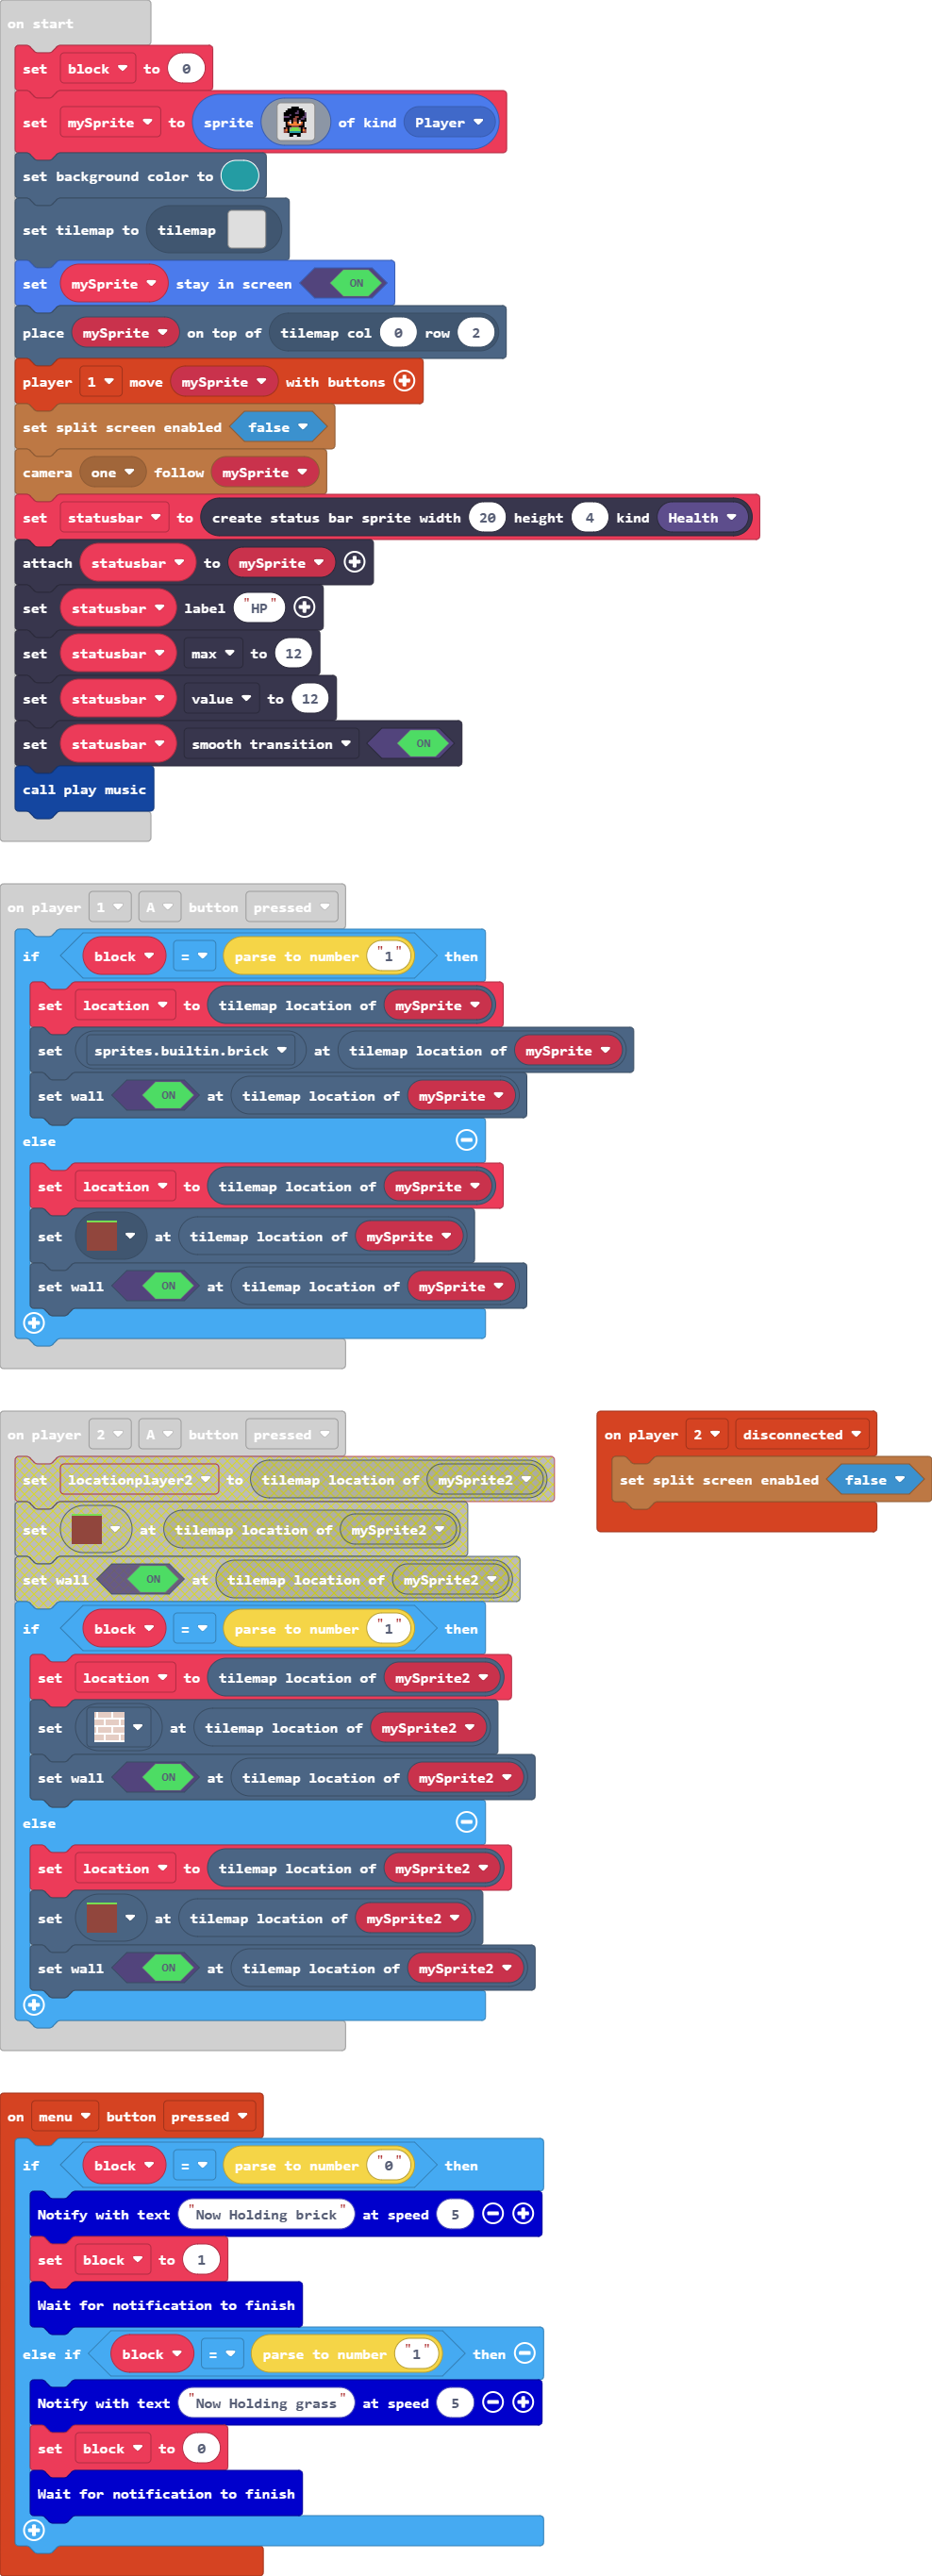 on start
set block to 0
set mySprite to sprite of kind Player
set background color to
set tilemap to tilemap
set mySprite stay in screen ON
place mySprite on top of tilemap col 0 row 2
player 1 move mySprite with buttons
set split screen enabled false
camera one follow mySprite
set statusbar to create status bar sprite width 20 height 4 kind Health
attach statusbar to mySprite
set statusbar label "HP"
set statusbar max to 12
set statusbar value to 12
set statusbar smooth transition ON
call play music
on player 1 A button pressed
if block = parse to number "1" then
set location to tilemap location of mySprite
set sprites.builtin.brick at tilemap location of mySprite
set wall ON at tilemap location of mySprite
else
set location to tilemap location of mySprite
set at tilemap location of mySprite
set wall ON at tilemap location of mySprite
on player 2 A button pressed
set locationplayer2 to tilemap location of mySprite2
set at tilemap location of mySprite2
set wall ON at tilemap location of mySprite2
if block = parse to number "1" then
set location to tilemap location of mySprite2
set at tilemap location of mySprite2
set wall ON at tilemap location of mySprite2
else
set location to tilemap location of mySprite2
set at tilemap location of mySprite2
set wall ON at tilemap location of mySprite2
on player 2 disconnected
set split screen enabled false
on menu button pressed
if block = parse to number "0" then
Notify with text "Now Holding brick" at speed 5
set block to 1
Wait for notification to finish
else if block = parse to number "1" then
Notify with text "Now Holding grass" at speed 5
set block to 0
Wait for notification to finish